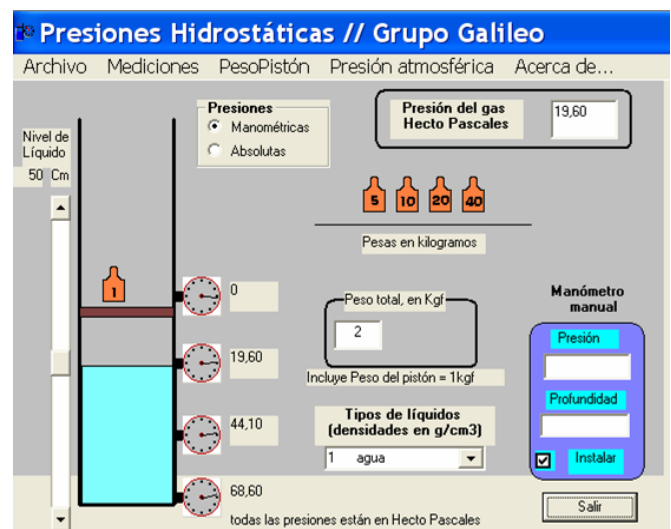 Presiones Hidrostáticas // Grupo Galileo
Archivo Mediciones PesoPistón Presión atmosférica Acerca de...
Presiones
Manométricas
Absolutas
Presión del gas
Hecto Pascales
19,60
Nivel de
Líquido
50 Cm
5 10 20 40
Pesas en kilogramos
1
0
19,60
44,10
68,60
todas las presiones están en Hecto Pascales
Peso total, en Kgf
2
Incluye Peso del pistón = 1kgf
Tipos de líquidos
(densidades en g/cm3)
1 agua
Manómetro
manual
Presión
Profundidad
Instalar
Salir